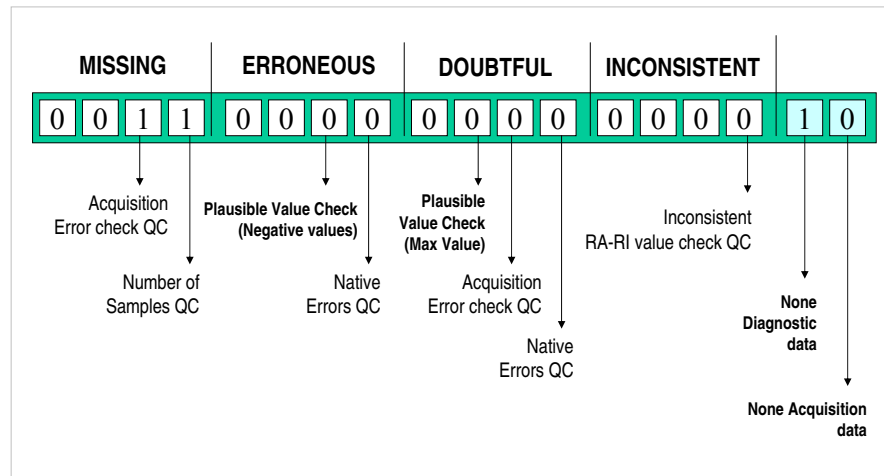 MISSING ERRONEOUS DOUBTFUL INCONSISTENT
0 0 1 1 0 0 0 0 0 0 0 0 0 0 0 0 1 0
Acquisition
Error check QC
Number of
Samples QC
Plausible Value Check
(Negative values)
Native
Errors QC
Plausible
Value Check
(Max Value)
Acquisition
Error check QC
Native
Errors QC
Inconsistent
RA-RI value check QC
None
Diagnostic
data
None Acquisition
data